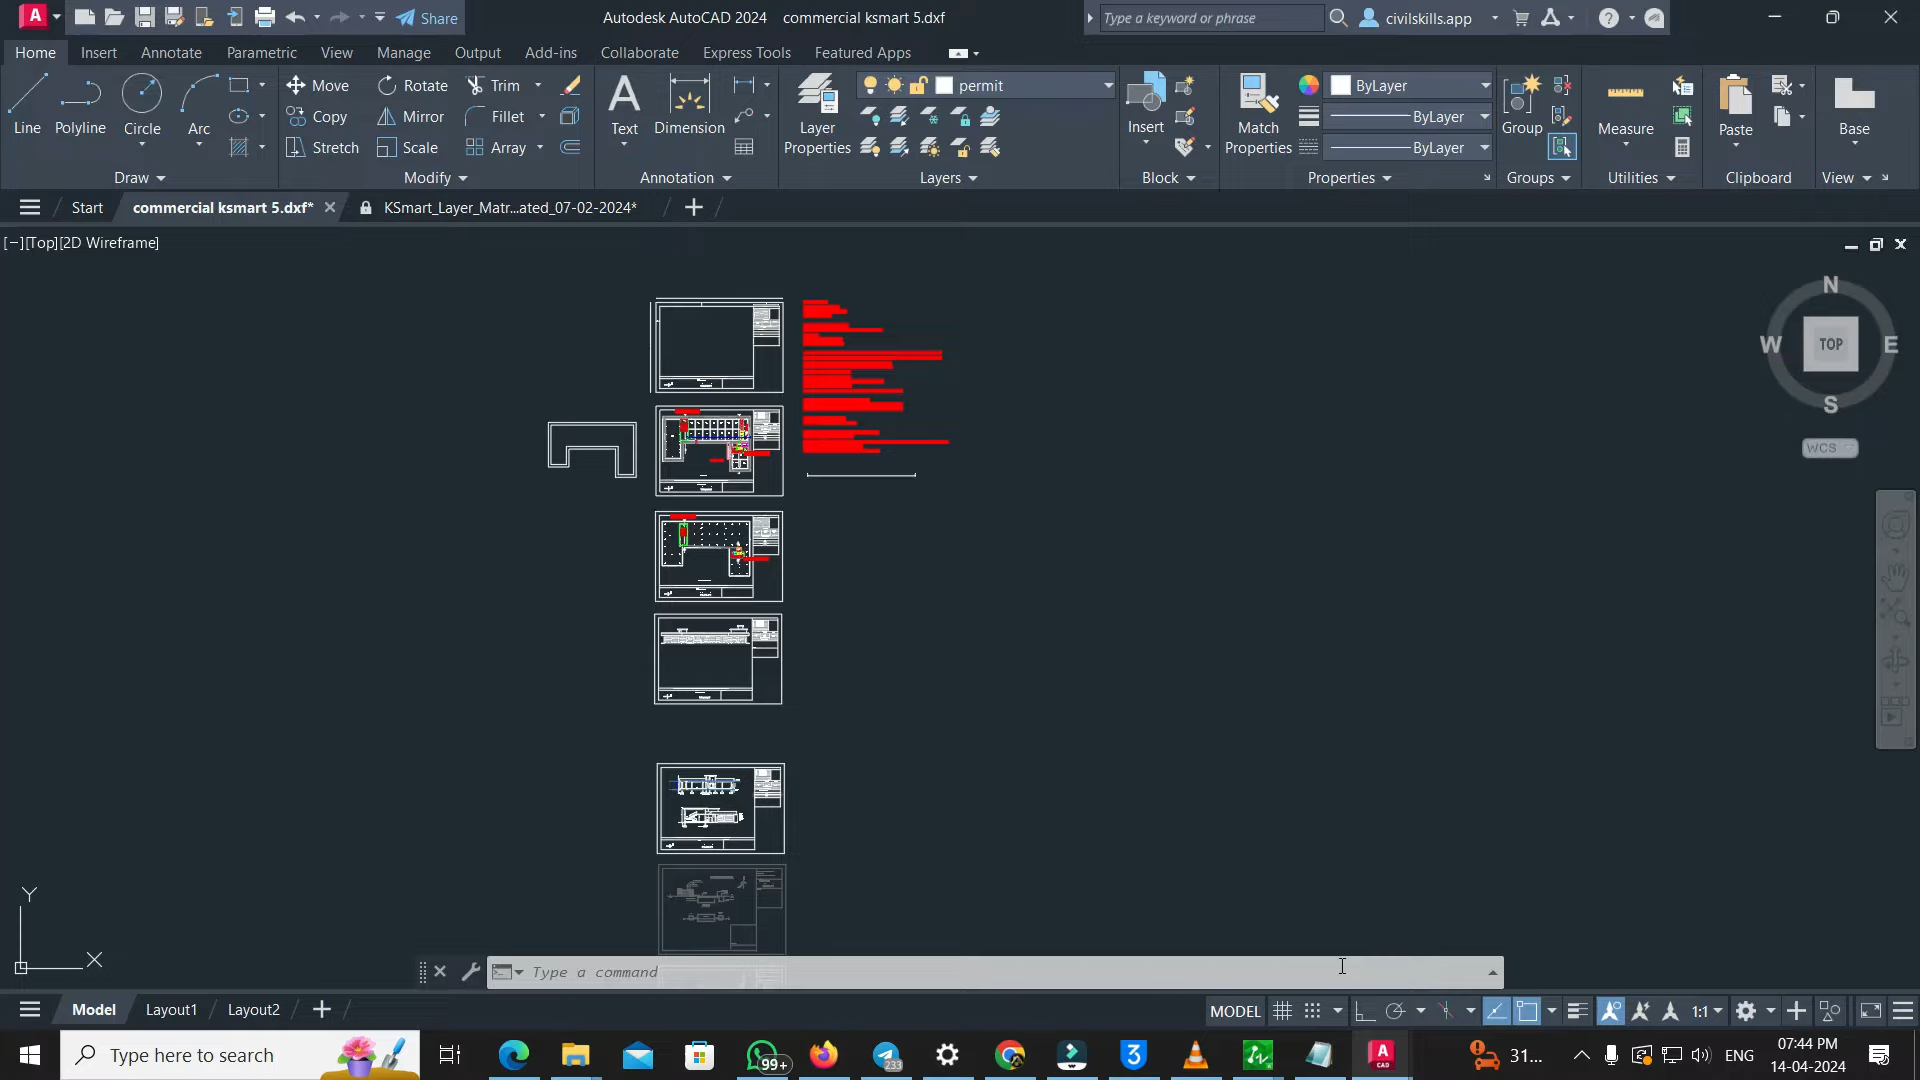 Share
Autodesk AutoCAD 2024 commercial ksmart 5.dxf
Type a keyword or phrase
civilskills.app
Home Insert Annotate Parametric View Manage Output Add-ins Collaborate Express Tools Featured Apps
Line Polyline Circle Arc
Move Rotate Trim
Copy Mirror Fillet
Stretch Scale Array
Text Dimension
Layer Properties
permit
Insert
Match Properties
ByLayer
ByLayer
ByLayer
Group
Measure
Paste
Base
Draw Modify Annotation Layers Block Properties Groups Utilities Clipboard View
Start commercial ksmart 5.dxf* KSmart_Layer_Matr...ated_07-02-2024*
[−][Top][2D Wireframe]
N
W TOP E
S
WCS
Y
X
Type a command
Model Layout1 Layout2
MODEL 1:1
Type here to search
99+
233
A CAD
31...
ENG
07:44 PM
14-04-2024